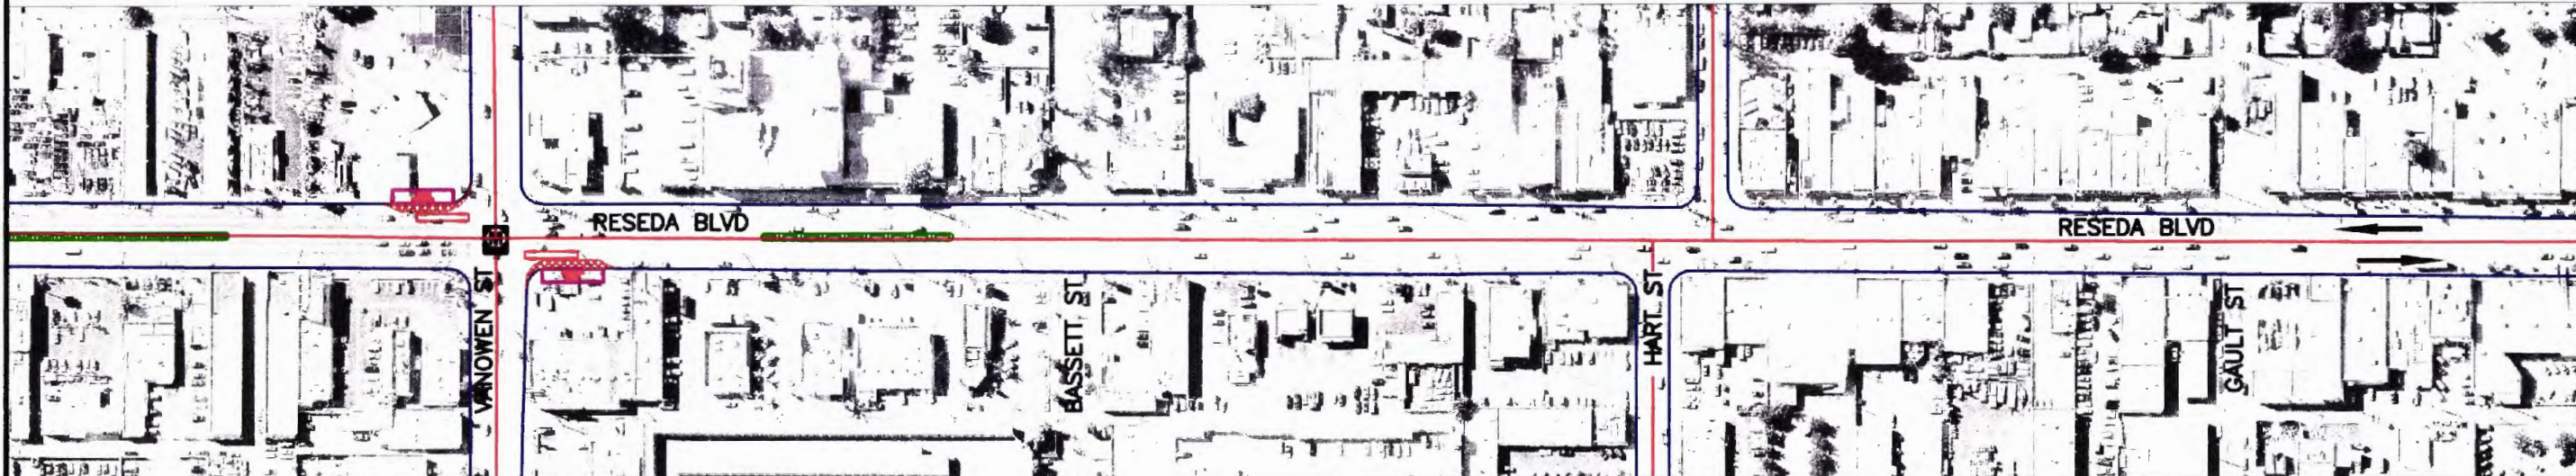 RESEDA BLVD
RESEDA BLVD
VANOWEN ST
BASSETT ST
HART ST
GAULT ST